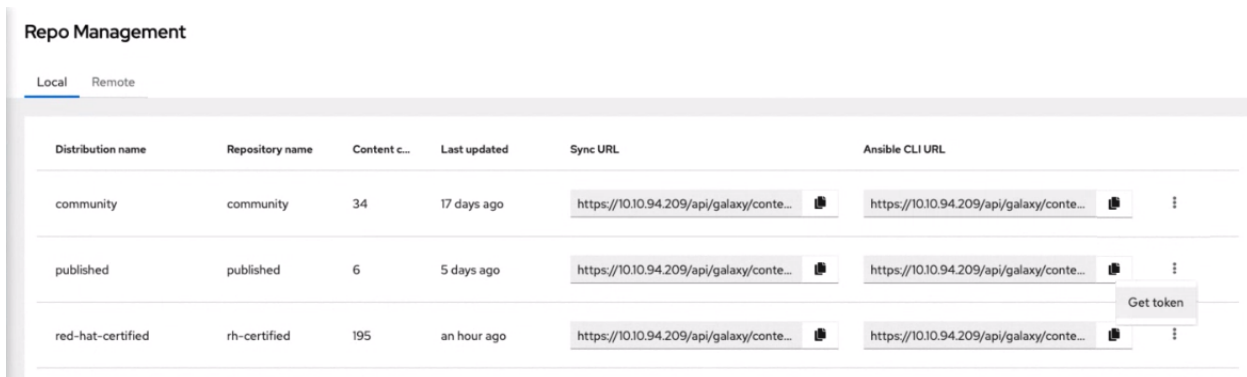 Repo Management
Local Remote
Distribution name Repository name Content c... Last updated Sync URL Ansible CLI URL
community community 34 17 days ago https://10.10.94.209/api/galaxy/conte... https://10.10.94.209/api/galaxy/conte...
published published 6 5 days ago https://10.10.94.209/api/galaxy/conte... https://10.10.94.209/api/galaxy/conte...
Get token
red-hat-certified rh-certified 195 an hour ago https://10.10.94.209/api/galaxy/conte... https://10.10.94.209/api/galaxy/conte...